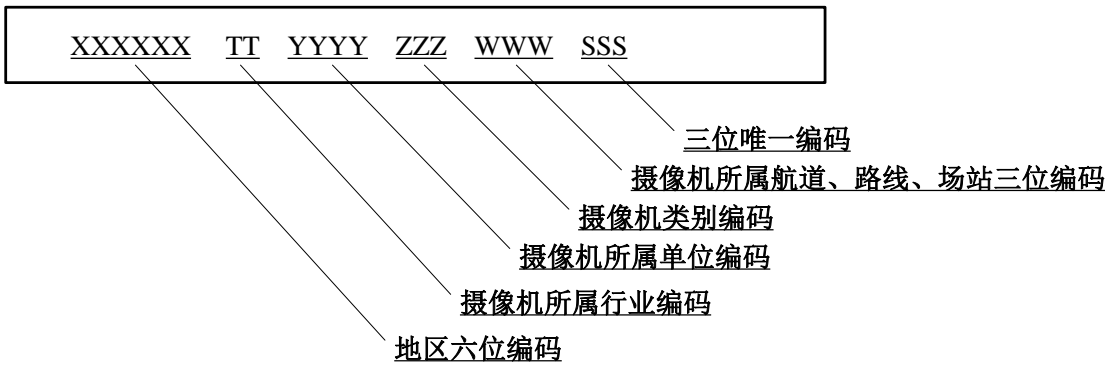 XXXXXX TT YYYY ZZZ WWW SSS
三位唯一编码
摄像机所属航道、路线、场站三位编码
摄像机类别编码
摄像机所属单位编码
摄像机所属行业编码
地区六位编码